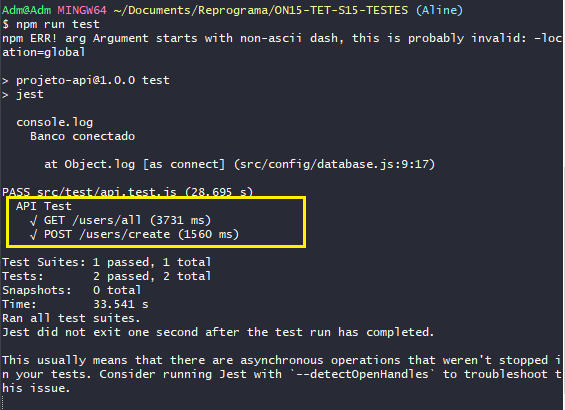 Adm@Adm MINGW64 ~/Documents/Reprograma/ON15-TET-S15-TESTES (Aline)
$ npm run test
npm ERR! arg Argument starts with non-ascii dash, this is probably invalid: –loc
ation=global
> projeto-api@1.0.0 test
> jest
console.log
Banco conectado
at Object.log [as connect] (src/config/database.js:9:17)
PASS src/test/api.test.js (28.695 s)
API Test
√ GET /users/all (3731 ms)
√ POST /users/create (1560 ms)
Test Suites: 1 passed, 1 total
Tests: 2 passed, 2 total
Snapshots: 0 total
Time: 33.541 s
Ran all test suites.
Jest did not exit one second after the test run has completed.
This usually means that there are asynchronous operations that weren't stopped i
n your tests. Consider running Jest with `--detectOpenHandles` to troubleshoot t
his issue.